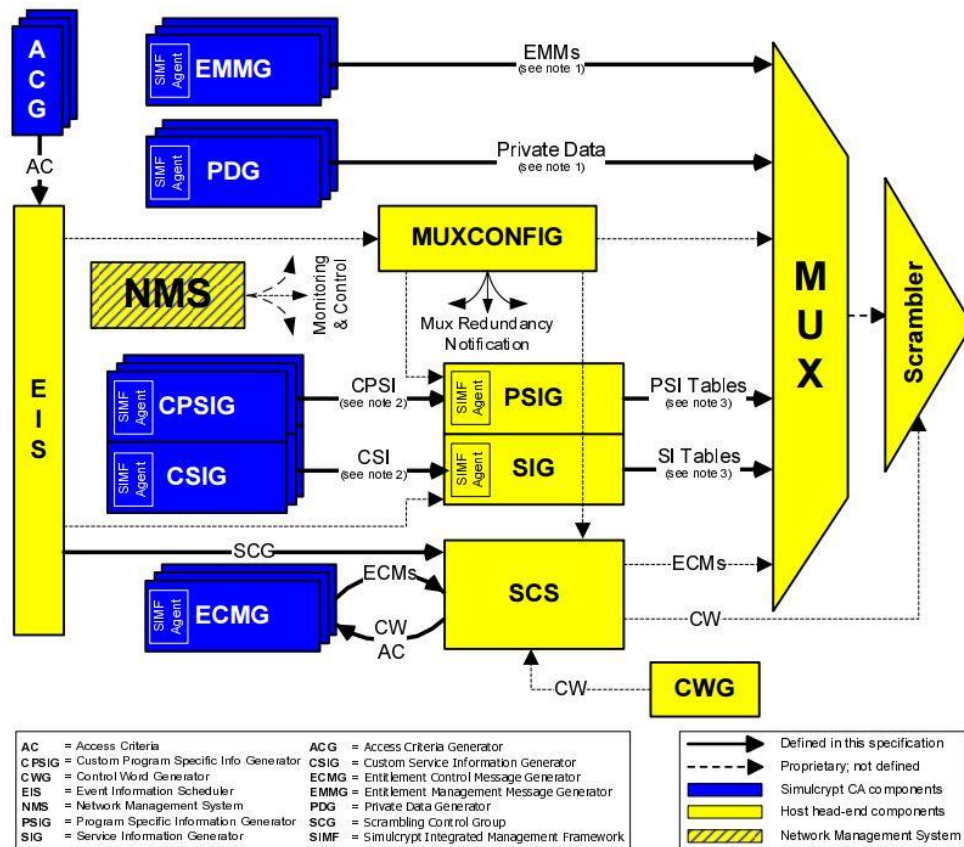 A
C
G
AC
SIMF
Agent
EMMG
EMMs
(see note 1)
SIMF
Agent
PDG
Private Data
(see note 1)
E
I
S
MUXCONFIG
NMS
Monitoring
& Control
Mux Redundancy
Notification
M
U
X
Scrambler
SIMF
Agent
CPSIG
CPSI
(see note 2)
SIMF
Agent
PSIG
PSI Tables
(see note 3)
SIMF
Agent
CSIG
CSI
(see note 2)
SIMF
Agent
SIG
SI Tables
(see note 3)
SCG
SIMF
Agent
ECMG
ECMs
CW
AC
SCS
ECMs
CW
CW
CWG
AC = Access Criteria
CPSIG = Custom Program Specific Info Generator
CWG = Control Word Generator
EIS = Event Information Scheduler
NMS = Network Management System
PSIG = Program Specific Information Generator
SIG = Service Information Generator
ACG = Access Criteria Generator
CSIG = Custom Service Information Generator
ECMG = Entitlement Control Message Generator
EMMG = Entitlement Management Message Generator
PDG = Private Data Generator
SCG = Scrambling Control Group
SIMF = Simulcrypt Integrated Management Framework
Defined in this specification
Proprietary; not defined
Simulcrypt CA components
Host head-end components
Network Management System